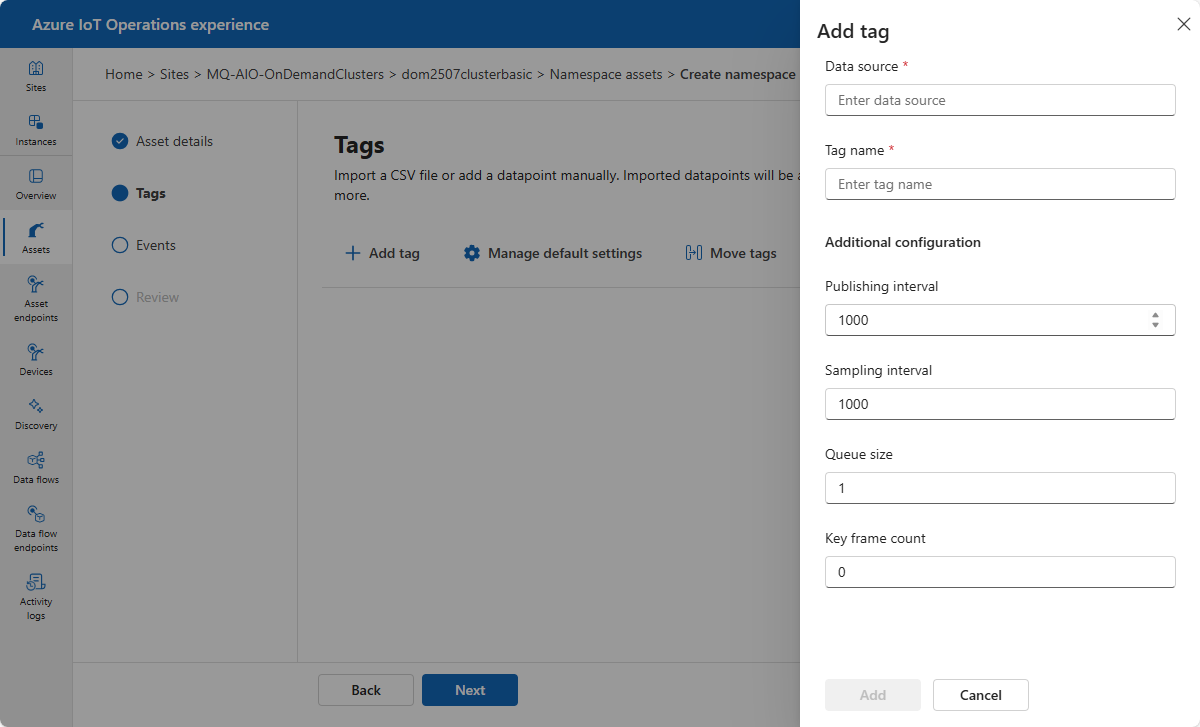 Azure IoT Operations experience
Sites
Instances
Overview
Assets
Asset
endpoints
Devices
Discovery
Data flows
Data flow
endpoints
Activity
logs
Home > Sites > MQ-AIO-OnDemandClusters > dom2507clusterbasic > Namespace assets > Create namespace
Asset details
Tags
Events
Review
Tags
Import a CSV file or add a datapoint manually. Imported datapoints will be
more.
Add tag
Manage default settings
Move tags
Back
Next
Add tag
Data source *
Enter data source
Tag name *
Enter tag name
Additional configuration
Publishing interval
1000
Sampling interval
1000
Queue size
1
Key frame count
0
Add
Cancel